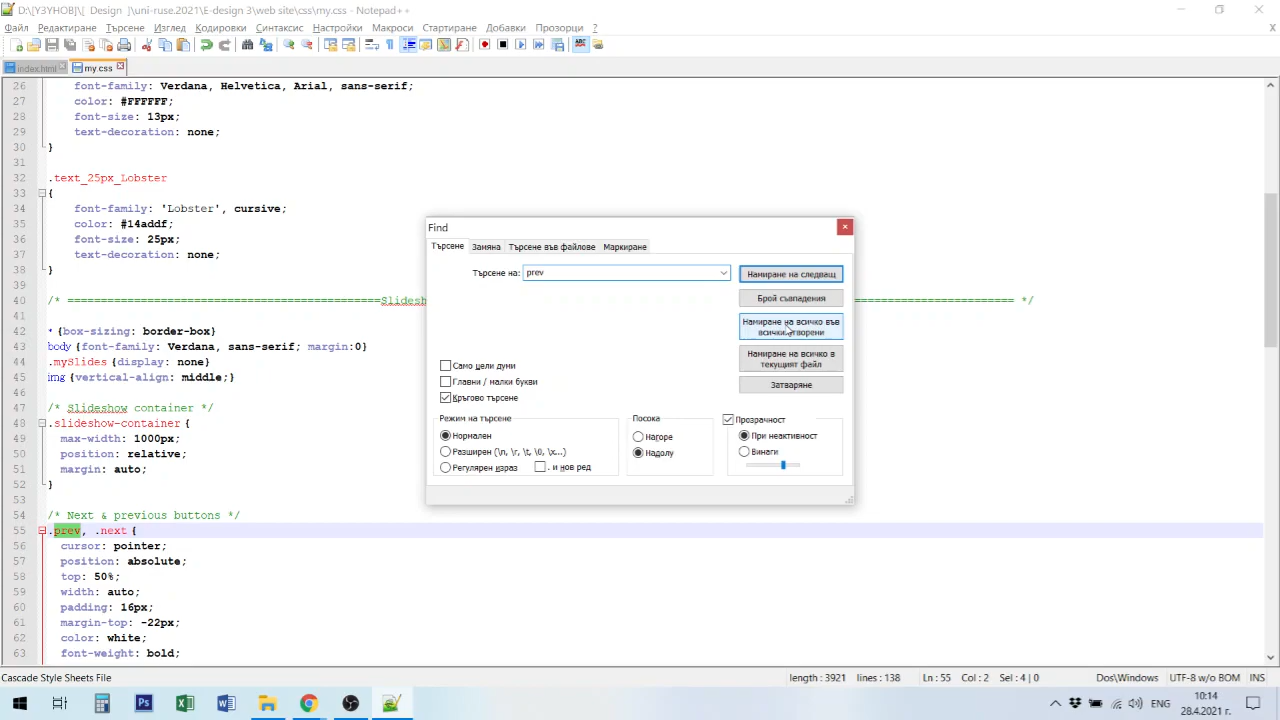 D:\[УЗУНОВ]\[ Design ]\uni-ruse.2021\E-design 3\web site\css\my.css - Notepad++
Файл Редактиране Търсене Изглед Кодировки Синтаксис Настройки Макроси Стартиране Добавки Прозорци ?
index.html my.css
26 font-family: Verdana, Helvetica, Arial, sans-serif;
27 color: #FFFFFF;
28 font-size: 13px;
29 text-decoration: none;
30 }
31
32 .text_25px_Lobster
33 {
34 font-family: 'Lobster', cursive;
35 color: #14addf;
36 font-size: 25px;
37 text-decoration: none;
38 }
39
40 /* =============================================Slidesh ======================== */
41
42 * {box-sizing: border-box}
43 body {font-family: Verdana, sans-serif; margin:0}
44 .mySlides {display: none}
45 img {vertical-align: middle;}
46
47 /* Slideshow container */
48 .slideshow-container {
49 max-width: 1000px;
50 position: relative;
51 margin: auto;
52 }
53
54 /* Next & previous buttons */
55 .prev, .next {
56 cursor: pointer;
57 position: absolute;
58 top: 50%;
59 width: auto;
60 padding: 16px;
61 margin-top: -22px;
62 color: white;
63 font-weight: bold;
Find
Търсене Замяна Търсене във файлове Маркиране
Търсене на: prev
Намиране на следващ
Брой съвпадения
Намиране на всичко във всички отворени
Намиране на всичко в текущият файл
Затваряне
Само цели думи
Главни / малки букви
Кръгово търсене
Режим на търсене
Нормален
Разширен (\n, \r, \t, \0, \x...)
Регулярен израз . и нов ред
Посока
Нагоре
Надолу
Прозрачност
При неактивност
Винаги
Cascade Style Sheets File length : 3921 lines : 138 Ln : 55 Col : 2 Sel : 4 | 0 Dos\Windows UTF-8 w/o BOM INS
ENG 10:14
28.4.2021 г.